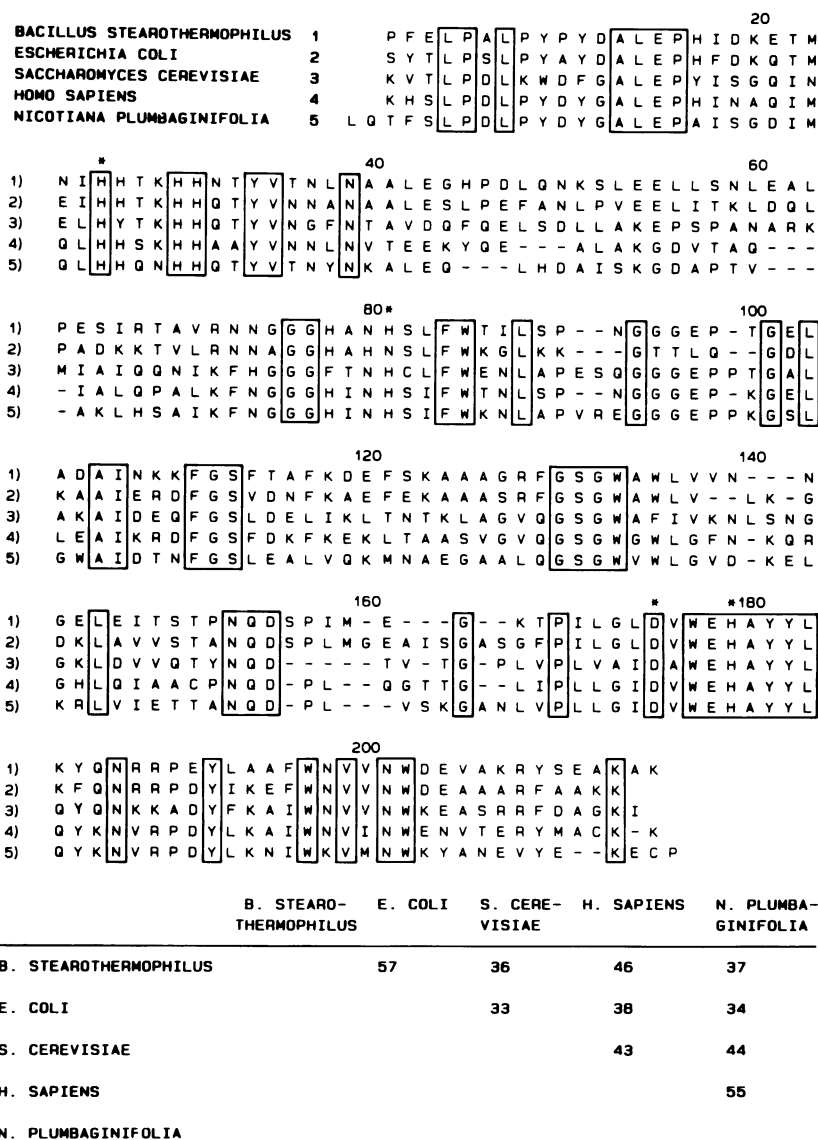 20
BACILLUS STEAROTHERMOPHILUS 1 P F E L P A L P Y P Y D A L E P H I D K E T M
ESCHERICHIA COLI 2 S Y T L P S L P Y A Y D A L E P H F D K Q T M
SACCHAROMYCES CEREVISIAE 3 K V T L P D L K W D F G A L E P Y I S G Q I N
HOMO SAPIENS 4 K H S L P D L P Y D Y G A L E P H I N A Q I M
NICOTIANA PLUMBAGINIFOLIA 5 L Q T F S L P D L P Y D Y G A L E P A I S G D I M
* 40 60
1) N I H H T K H H N T Y V T N L N A A L E G H P D L Q N K S L E E L L S N L E A L
2) E I H H T K H H Q T Y V N N A N A A L E S L P E F A N L P V E E L I T K L D Q L
3) E L H Y T K H H Q T Y V N G F N T A V D Q F Q E L S D L L A K E P S P A N A R K
4) Q L H H S K H H A A Y V N N L N V T E E K Y Q E - - - A L A K G D V T A Q - - -
5) Q L H H Q N H H Q T Y V T N Y N K A L E Q - - - L H D A I S K G D A P T V - - -
80* 100
1) P E S I R T A V R N N G G G H A N H S L F W T I L S P - - N G G G E P - T G E L
2) P A D K K T V L R N N A G G H A H N S L F W K G L K K - - - G T T L Q - - G D L
3) M I A I Q Q N I K F H G G G F T N H C L F W E N L A P E S Q G G G E P P T G A L
4) - I A L Q P A L K F N G G G H I N H S I F W T N L S P - - N G G G E P - K G E L
5) - A K L H S A I K F N G G G H I N H S I F W K N L A P V R E G G G E P P K G S L
120 140
1) A D A I N K K F G S F T A F K D E F S K A A A G R F G S G W A W L V V N - - - N
2) K A A I E R D F G S V D N F K A E F E K A A A S R F G S G W A W L V - - L K - G
3) A K A I D E Q F G S L D E L I K L T N T K L A G V Q G S G W A F I V K N L S N G
4) L E A I K R D F G S F D K F K E K L T A A S V G V Q G S G W G W L G F N - K Q R
5) G W A I D T N F G S L E A L V Q K M N A E G A A L Q G S G W V W L G V D - K E L
160 * *180
1) G E L E I T S T P N Q D S P I M - E - - - G - - K T P I L G L D V W E H A Y Y L
2) D K L A V V S T A N Q D S P L M G E A I S G A S G F P I L G L D V W E H A Y Y L
3) G K L D V V Q T Y N Q D - - - - - T V - T G - P L V P L V A I D A W E H A Y Y L
4) G H L Q I A A C P N Q D - P L - - Q G T T G - - L I P L L G I D V W E H A Y Y L
5) K R L V I E T T A N Q D - P L - - - V S K G A N L V P L L G I D V W E H A Y Y L
200
1) K Y Q N R R P E Y L A A F W N V V N W D E V A K R Y S E A K A K
2) K F Q N R R P D Y I K E F W N V V N W D E A A A R F A A K K
3) Q Y Q N K K A D Y F K A I W N V V N W K E A S R R F D A G K I
4) Q Y K N V R P D Y L K A I W N V I N W E N V T E R Y M A C K - K
5) Q Y K N V R P D Y L K N I W K V M N W K Y A N E V Y E - - K E C P
B. STEARO- E. COLI S. CERE- H. SAPIENS N. PLUMBA-
THERMOPHILUS VISIAE GINIFOLIA
B. STEAROTHERMOPHILUS 57 36 46 37
E. COLI 33 38 34
S. CEREVISIAE 43 44
H. SAPIENS 55
N. PLUMBAGINIFOLIA